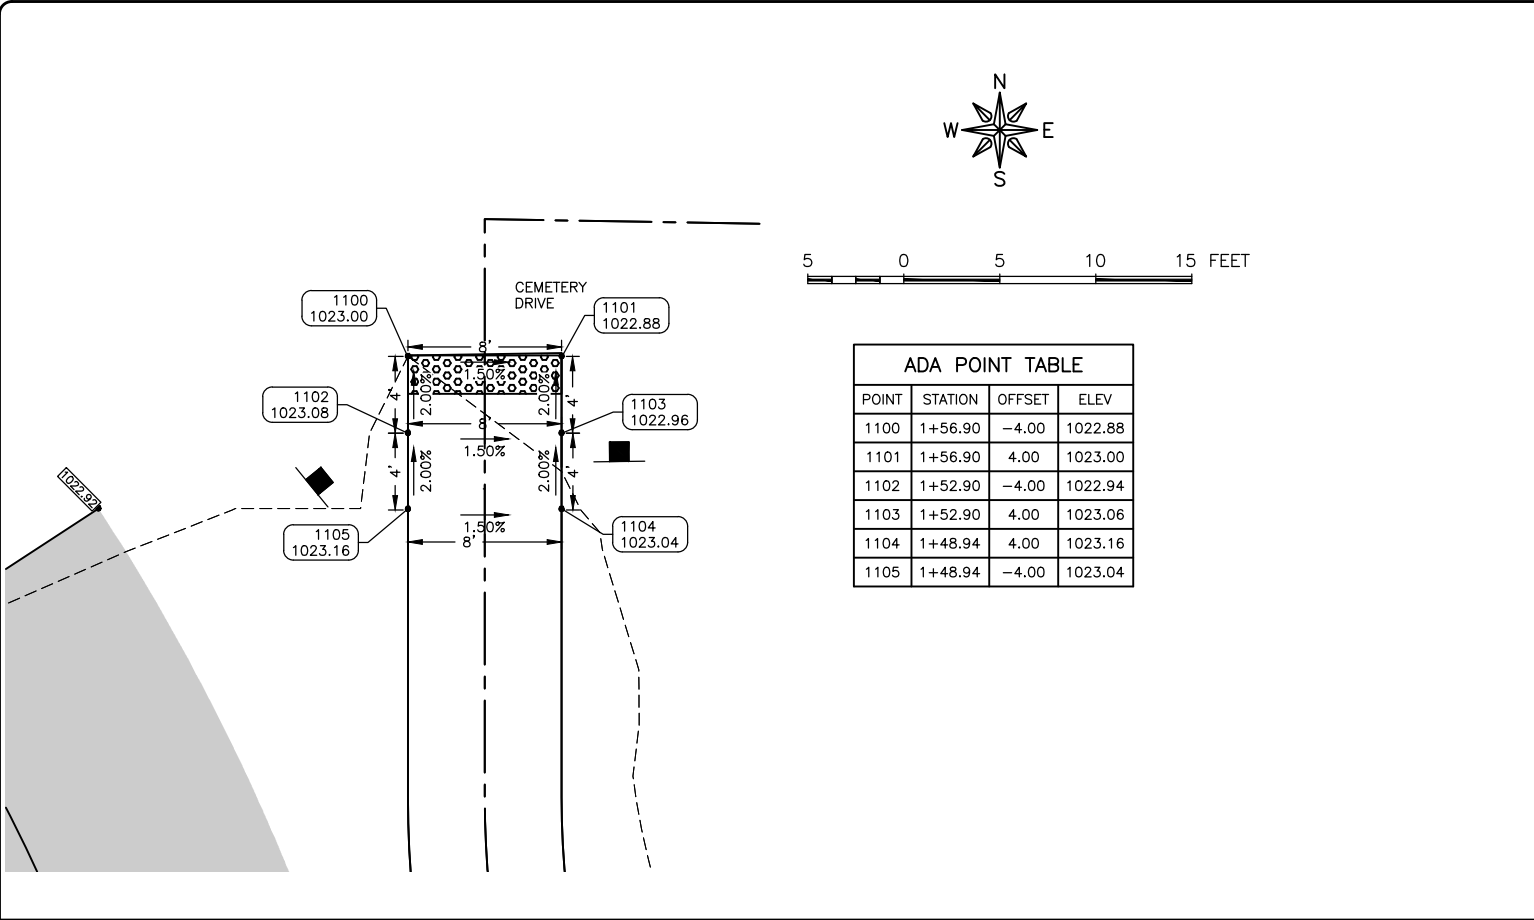 N
W E
S
5 0 5 10 15 FEET
CEMETERY
DRIVE
1100
1023.00
1101
1022.88
8'
1.50%
4'
2.00%
2.00%
4'
1102
1023.08
1103
1022.96
8'
1.50%
4'
2.00%
2.00%
4'
1022.92
1105
1023.16
1.50%
8'
1104
1023.04
ADA POINT TABLE
POINT STATION OFFSET ELEV
1100 1+56.90 −4.00 1022.88
1101 1+56.90 4.00 1023.00
1102 1+52.90 −4.00 1022.94
1103 1+52.90 4.00 1023.06
1104 1+48.94 4.00 1023.16
1105 1+48.94 −4.00 1023.04